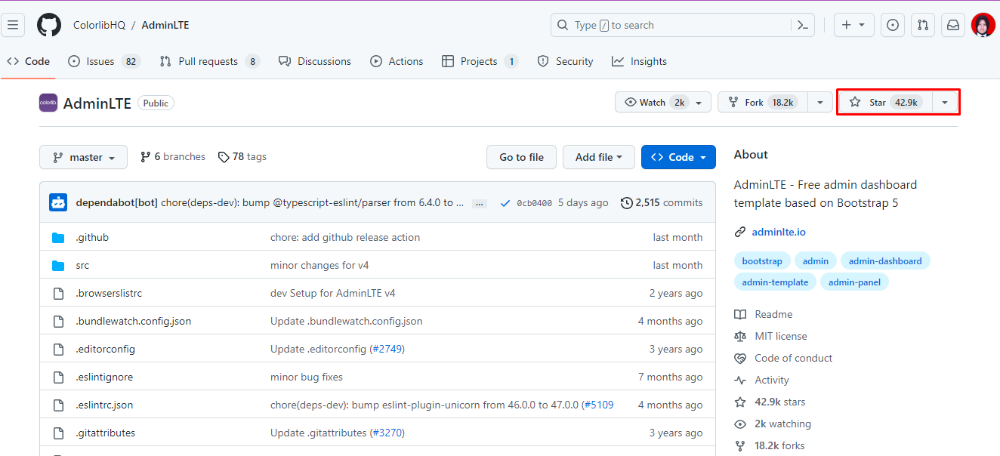 ColorlibHQ / AdminLTE
Type / to search
Code
Issues 82
Pull requests 8
Discussions
Actions
Projects 1
Security
Insights
colorlib.
AdminLTE Public
Watch 2k
Fork 18.2k
Star 42.9k
master
6 branches
78 tags
Go to file
Add file
Code
dependabot[bot] chore(deps-dev): bump @typescript-eslint/parser from 6.4.0 to ... ... 0cb0400 5 days ago 2,515 commits
.github chore: add github release action last month
src minor changes for v4 last month
.browserslistrc dev Setup for AdminLTE v4 2 years ago
.bundlewatch.config.json Update .bundlewatch.config.json 4 months ago
.editorconfig Update .editorconfig (#2749) 3 years ago
.eslintignore minor bug fixes 7 months ago
.eslintrc.json chore(deps-dev): bump eslint-plugin-unicorn from 46.0.0 to 47.0.0 (#5109 4 months ago
.gitattributes Update .gitattributes (#3270) 3 years ago
About
AdminLTE - Free admin dashboard
template based on Bootstrap 5
adminlte.io
bootstrap admin admin-dashboard
admin-template admin-panel
Readme
MIT license
Code of conduct
Activity
42.9k stars
2k watching
18.2k forks